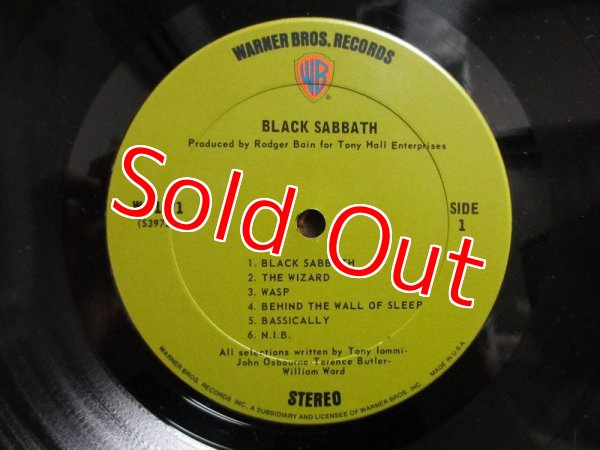 WARNER BROS. RECORDS
WB
®
BLACK SABBATH
Produced by Rodger Bain for Tony Hall Enterprises
SIDE
1
Sold Out
1. BLACK SABBATH
2. THE WIZARD
3. WASP
4. BEHIND THE WALL OF SLEEP
5. BASSICALLY
6. N.I.B.
All selections written by Tony Iommi-
John Osbourne-Terence Butler-
William Ward
STEREO
WARNER BROS. RECORDS INC., A SUBSIDIARY AND LICENSEE OF WARNER BROS. INC. MADE IN U.S.A.